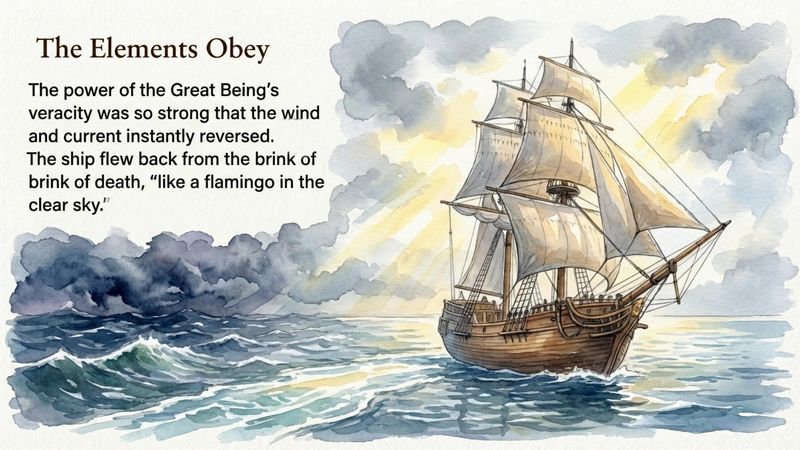 The Elements Obey
The power of the Great Being's
veracity was so strong that the wind
and current instantly reversed.
The ship flew back from the brink of
brink of death, “like a flamingo in the
clear sky.”